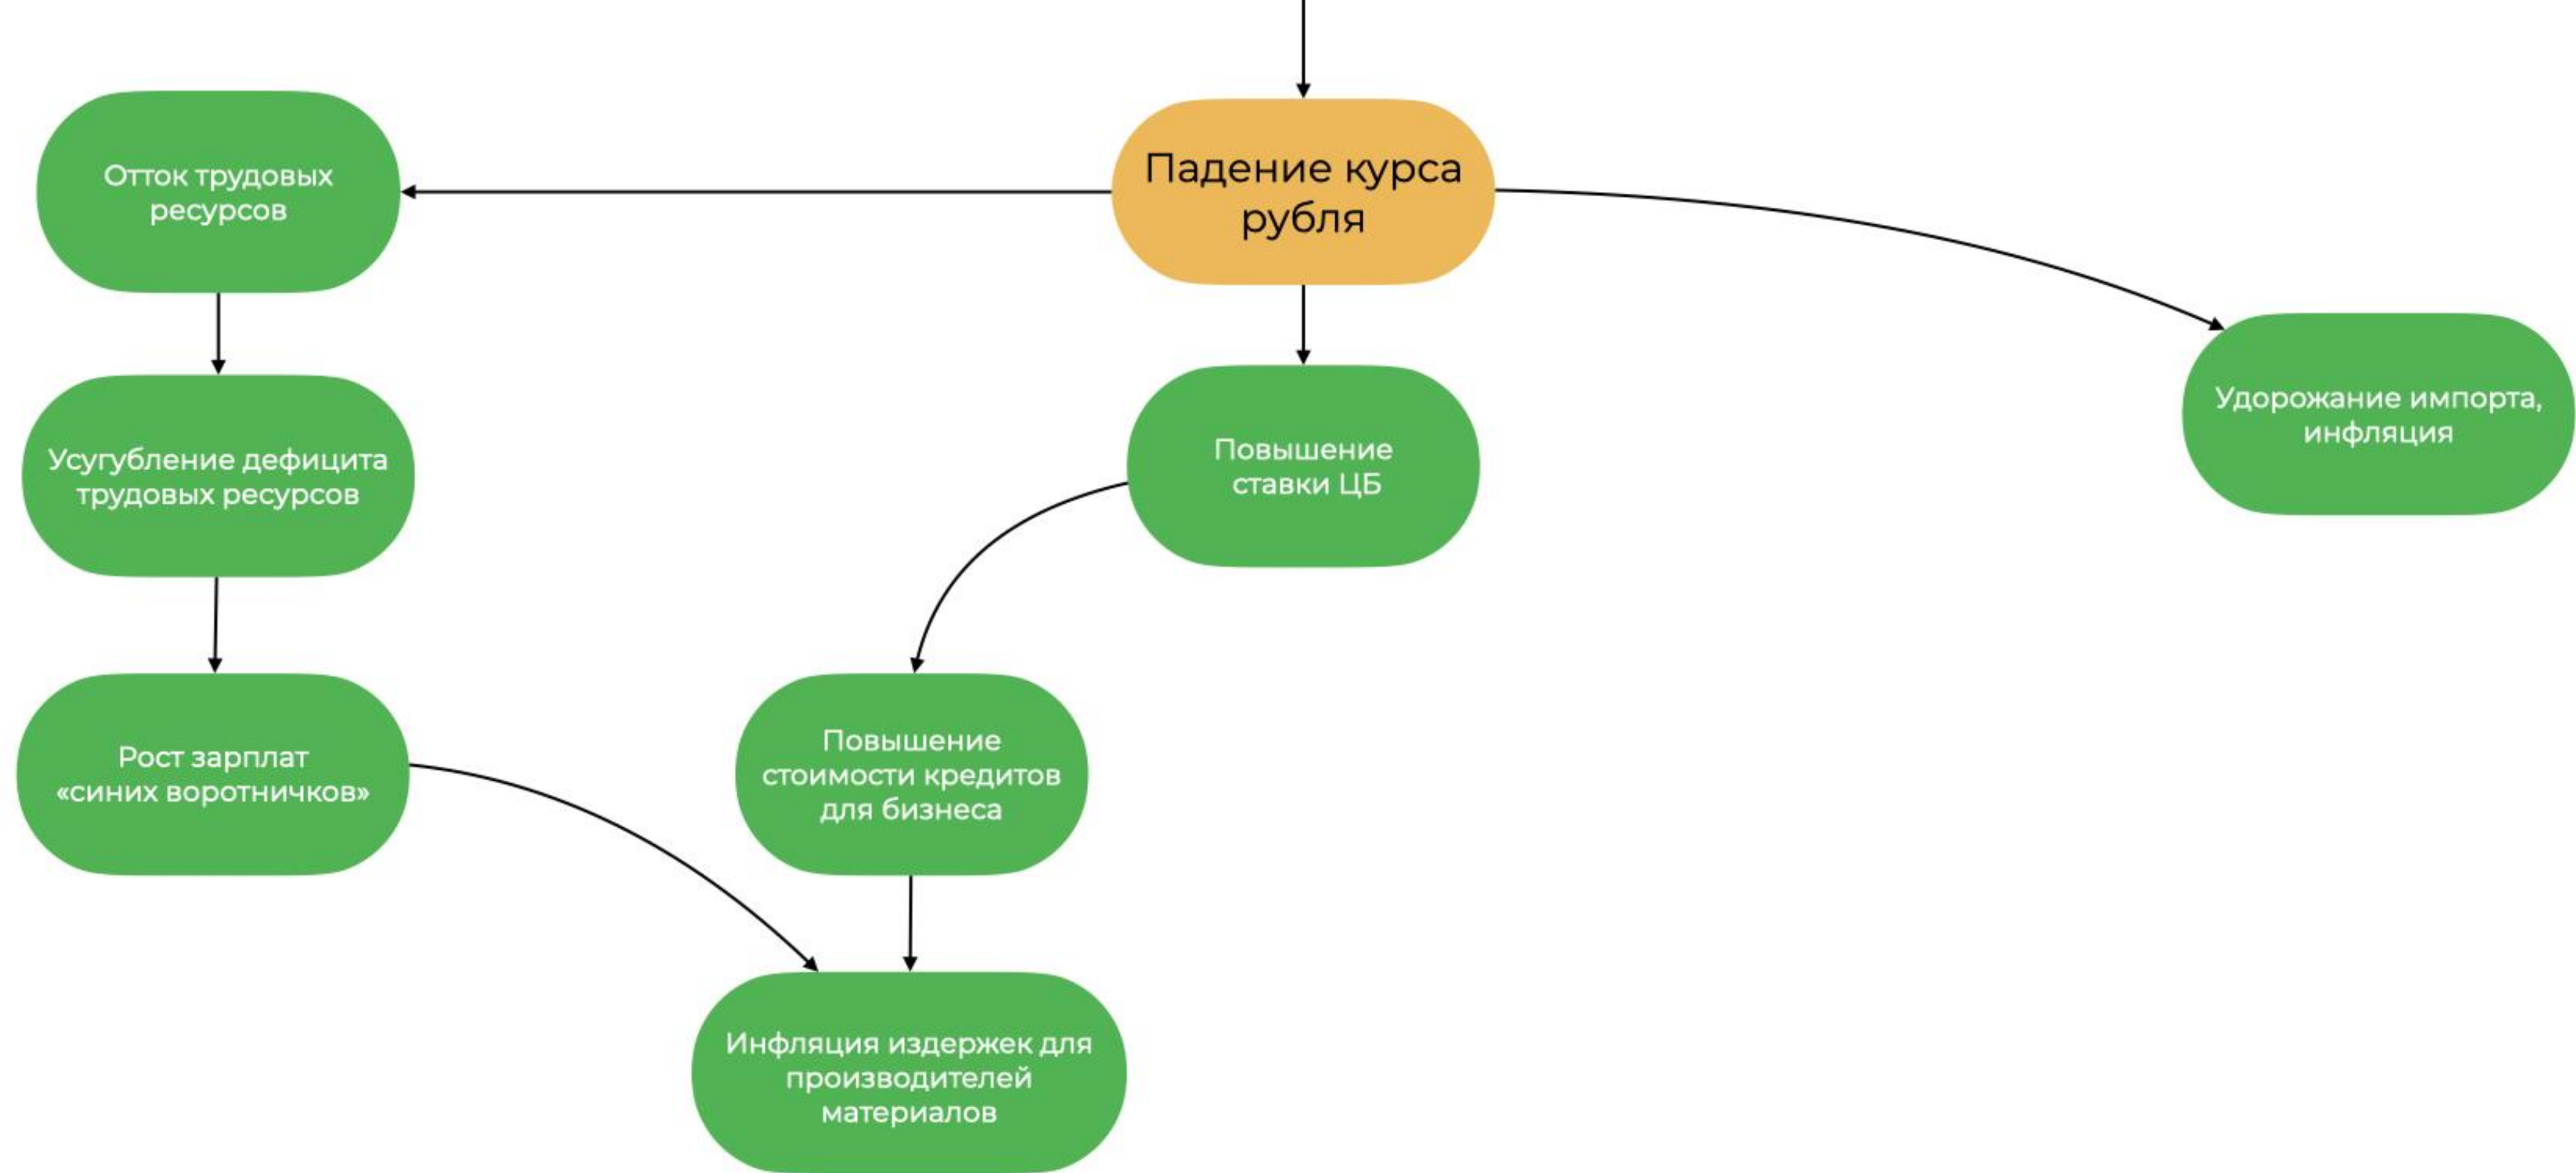 Падение курса
рубля
Отток трудовых
ресурсов
Удорожание импорта,
инфляция
Усугубление дефицита
трудовых ресурсов
Повышение
ставки ЦБ
Рост зарплат
«синих воротничков»
Повышение
стоимости кредитов
для бизнеса
Инфляция издержек для
производителей
материалов